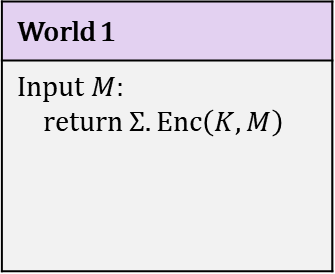 World 1
Input M:
return Σ. Enc(K, M)